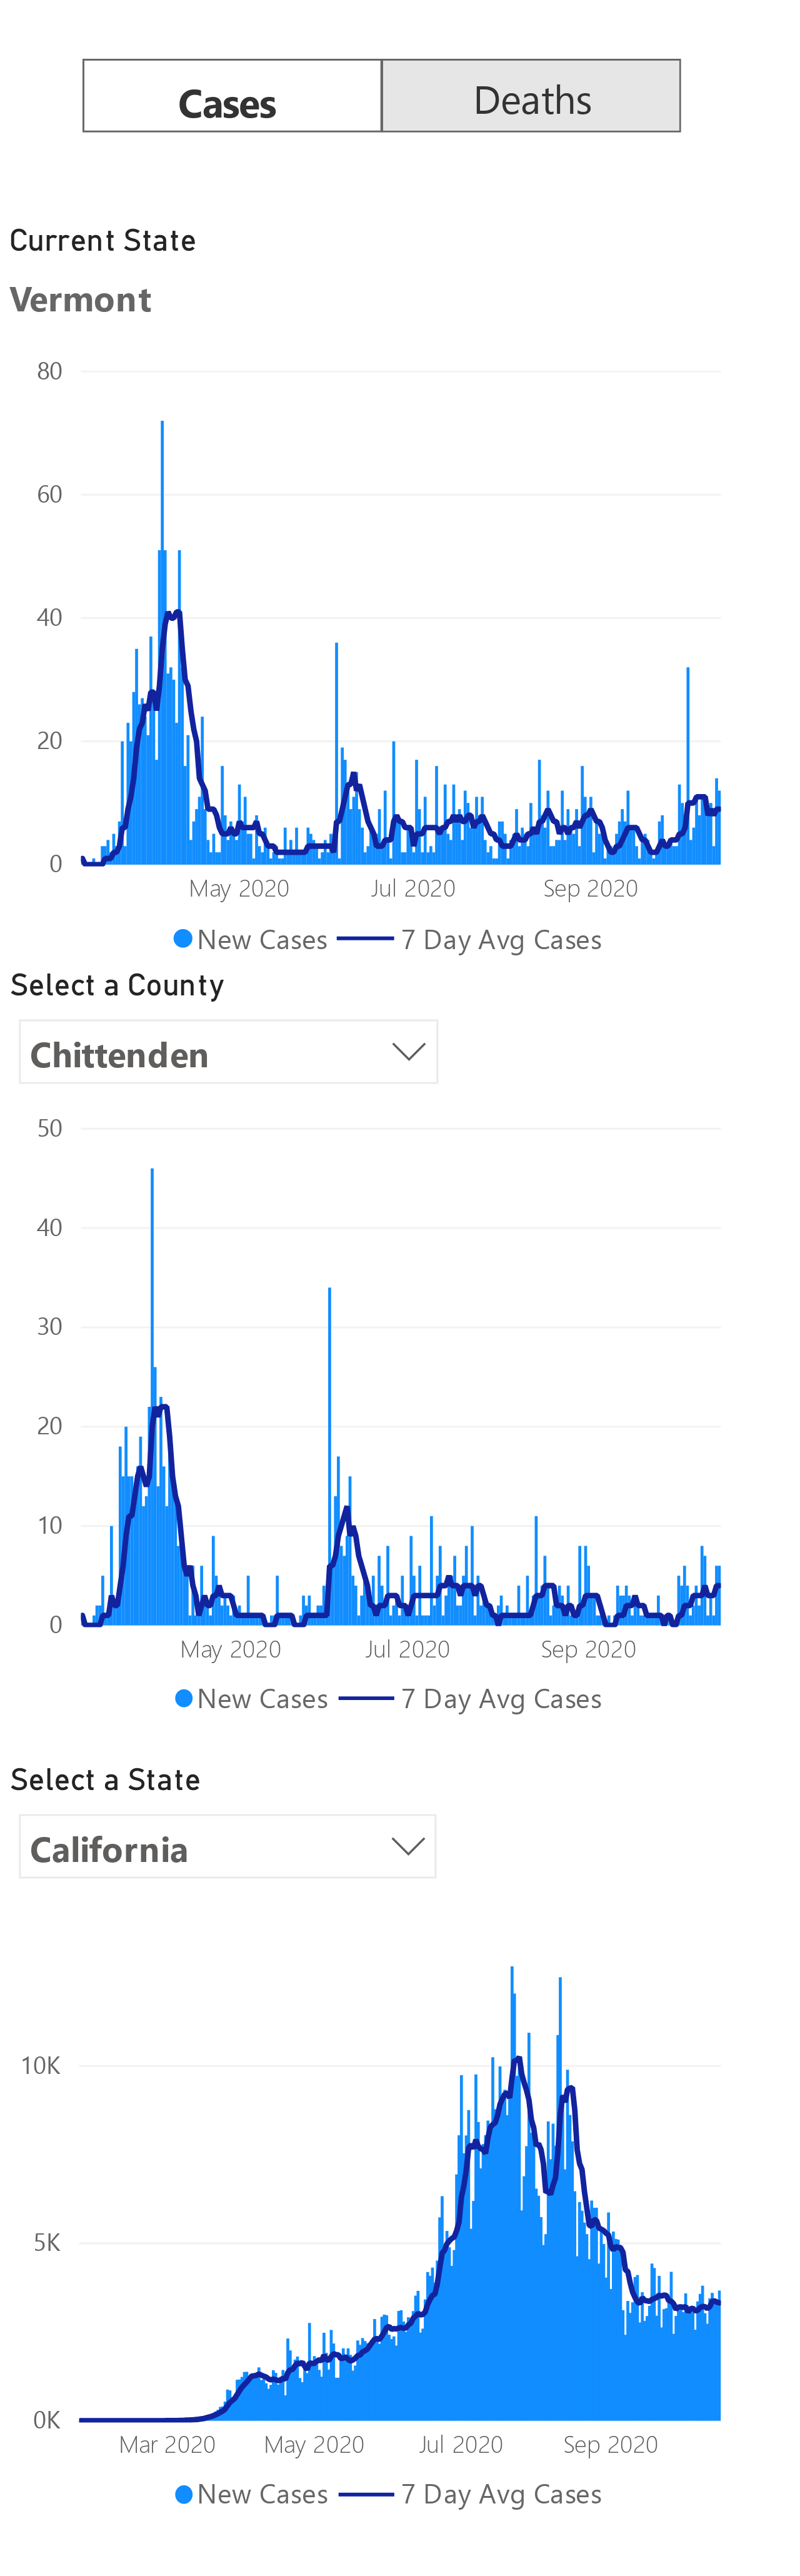 Cases Deaths
Current State
Vermont
80
60
40
20
0
May 2020 Jul 2020 Sep 2020
New Cases 7 Day Avg Cases
Select a County
Chittenden
50
40
30
20
10
0
May 2020 Jul 2020 Sep 2020
New Cases 7 Day Avg Cases
Select a State
California
10K
5K
0K
Mar 2020 May 2020 Jul 2020 Sep 2020
New Cases 7 Day Avg Cases